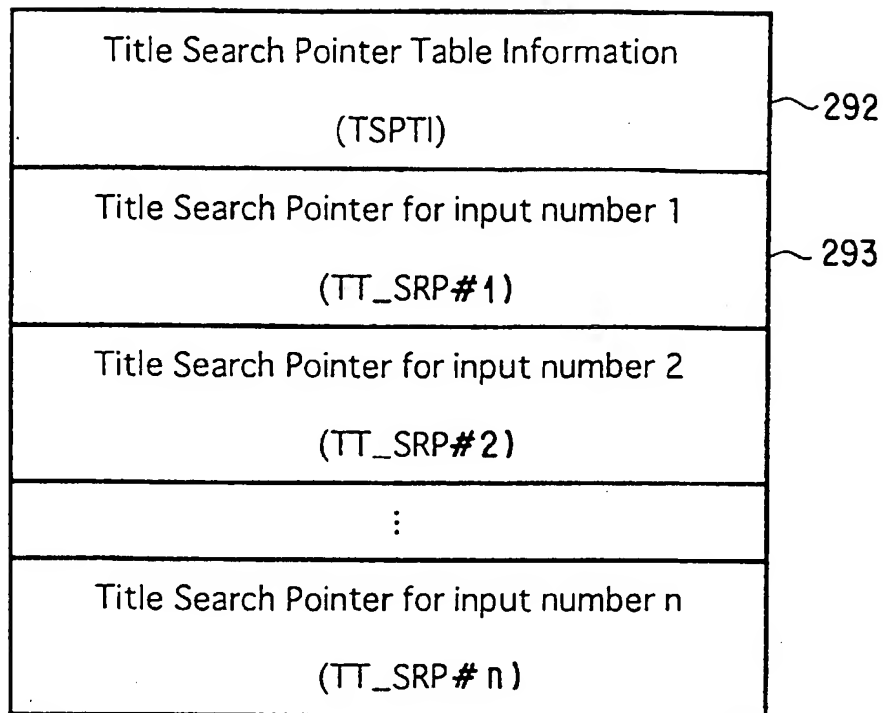 Title Search Pointer Table Information
(TSPTI)
292
Title Search Pointer for input number 1
(TT_SRP#1)
293
Title Search Pointer for input number 2
(TT_SRP#2)
⋮
Title Search Pointer for input number n
(TT_SRP#n)